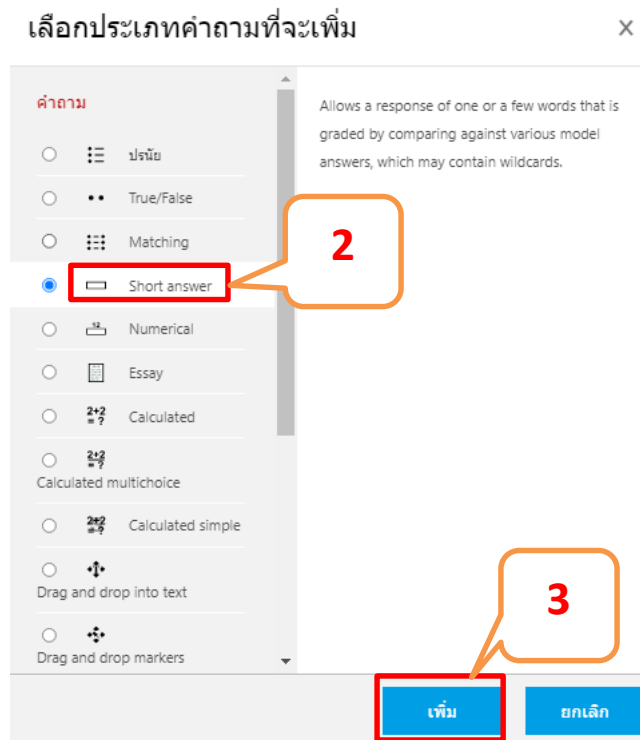 เลือกประเภทคำถามที่จะเพิ่ม
คำถาม
ปรนัย
True/False
Matching
Short answer
Numerical
Essay
Calculated
Calculated multichoice
Calculated simple
Drag and drop into text
Drag and drop markers
Allows a response of one or a few words that is
graded by comparing against various model
answers, which may contain wildcards.
2
3
เพิ่ม
ยกเลิก